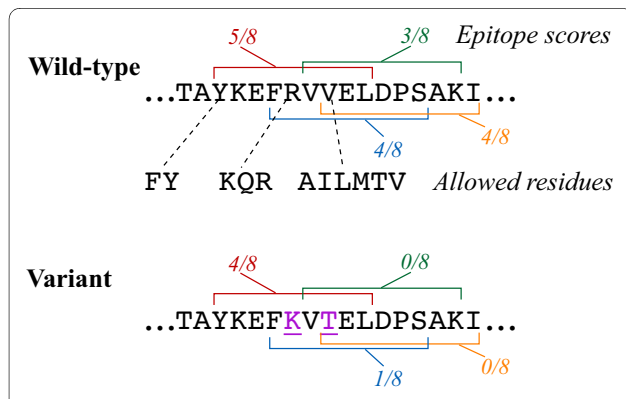 5/8 3/8 Epitope scores
Wild-type
...TAYKEFRVVELDPSAKI...
4/8 4/8
FY KQR AILMTV Allowed residues
4/8 0/8
Variant
...TAYKEFKVTELDPSAKI...
1/8 0/8